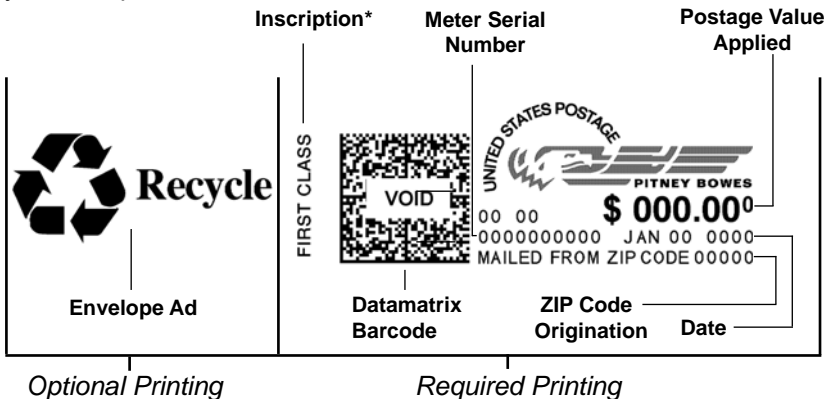 Inscription*
Meter Serial
Number
Postage Value
Applied
UNITED STATES POSTAGE
Recycle
FIRST CLASS
VOID
PITNEY BOWES
$ 000.00⁰
00 00
0000000000 JAN 00 0000
MAILED FROM ZIP CODE 00000
Envelope Ad
Datamatrix
Barcode
ZIP Code
Origination
Date
Optional Printing
Required Printing